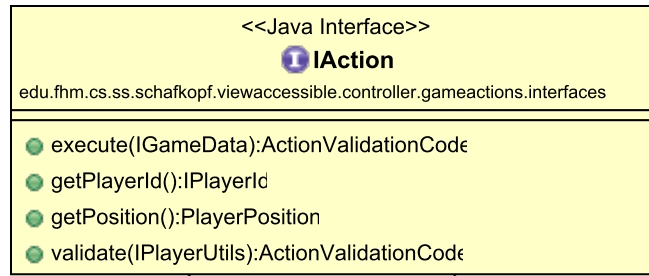 <<Java Interface>>
I IAction
edu.fhm.cs.ss.schafkopf.viewaccessible.controller.gameactions.interfaces
execute(IGameData):ActionValidationCode
getPlayerId():IPlayerId
getPosition():PlayerPosition
validate(IPlayerUtils):ActionValidationCode